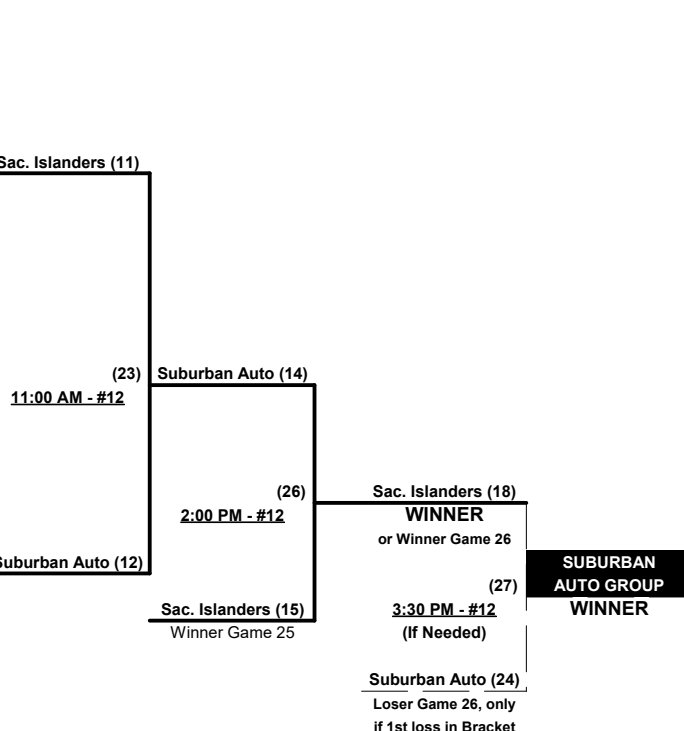 Sac. Islanders (11)
(23)
11:00 AM - #12
Suburban Auto (14)
Suburban Auto (12)
(26)
2:00 PM - #12
Sac. Islanders (15)
Winner Game 25
Sac. Islanders (18)
WINNER
or Winner Game 26
(27)
3:30 PM - #12
(If Needed)
Suburban Auto (24)
Loser Game 26, only
if 1st loss in Bracket
SUBURBAN
AUTO GROUP
WINNER